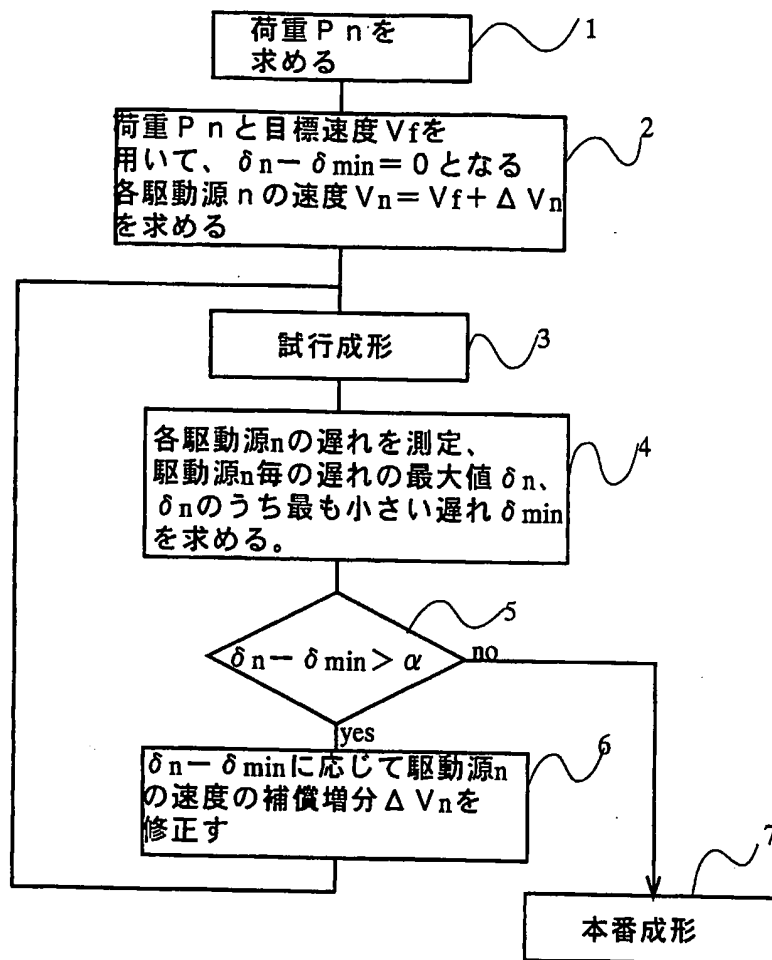 荷重Ｐｎを
求める
1
荷重Ｐｎと目標速度Ｖfを
用いて、δｎ－δmin＝０となる
各駆動源ｎの速度Ｖn＝Ｖf＋ΔＶn
を求める
2
試行成形
3
各駆動源nの遅れを測定、
駆動源n毎の遅れの最大値δn、
δnのうち最も小さい遅れδmin
を求める。
4
δn－δmin＞α
5
no
yes
δn－δminに応じて駆動源n
の速度の補償増分ΔＶnを
修正す
6
本番成形
7